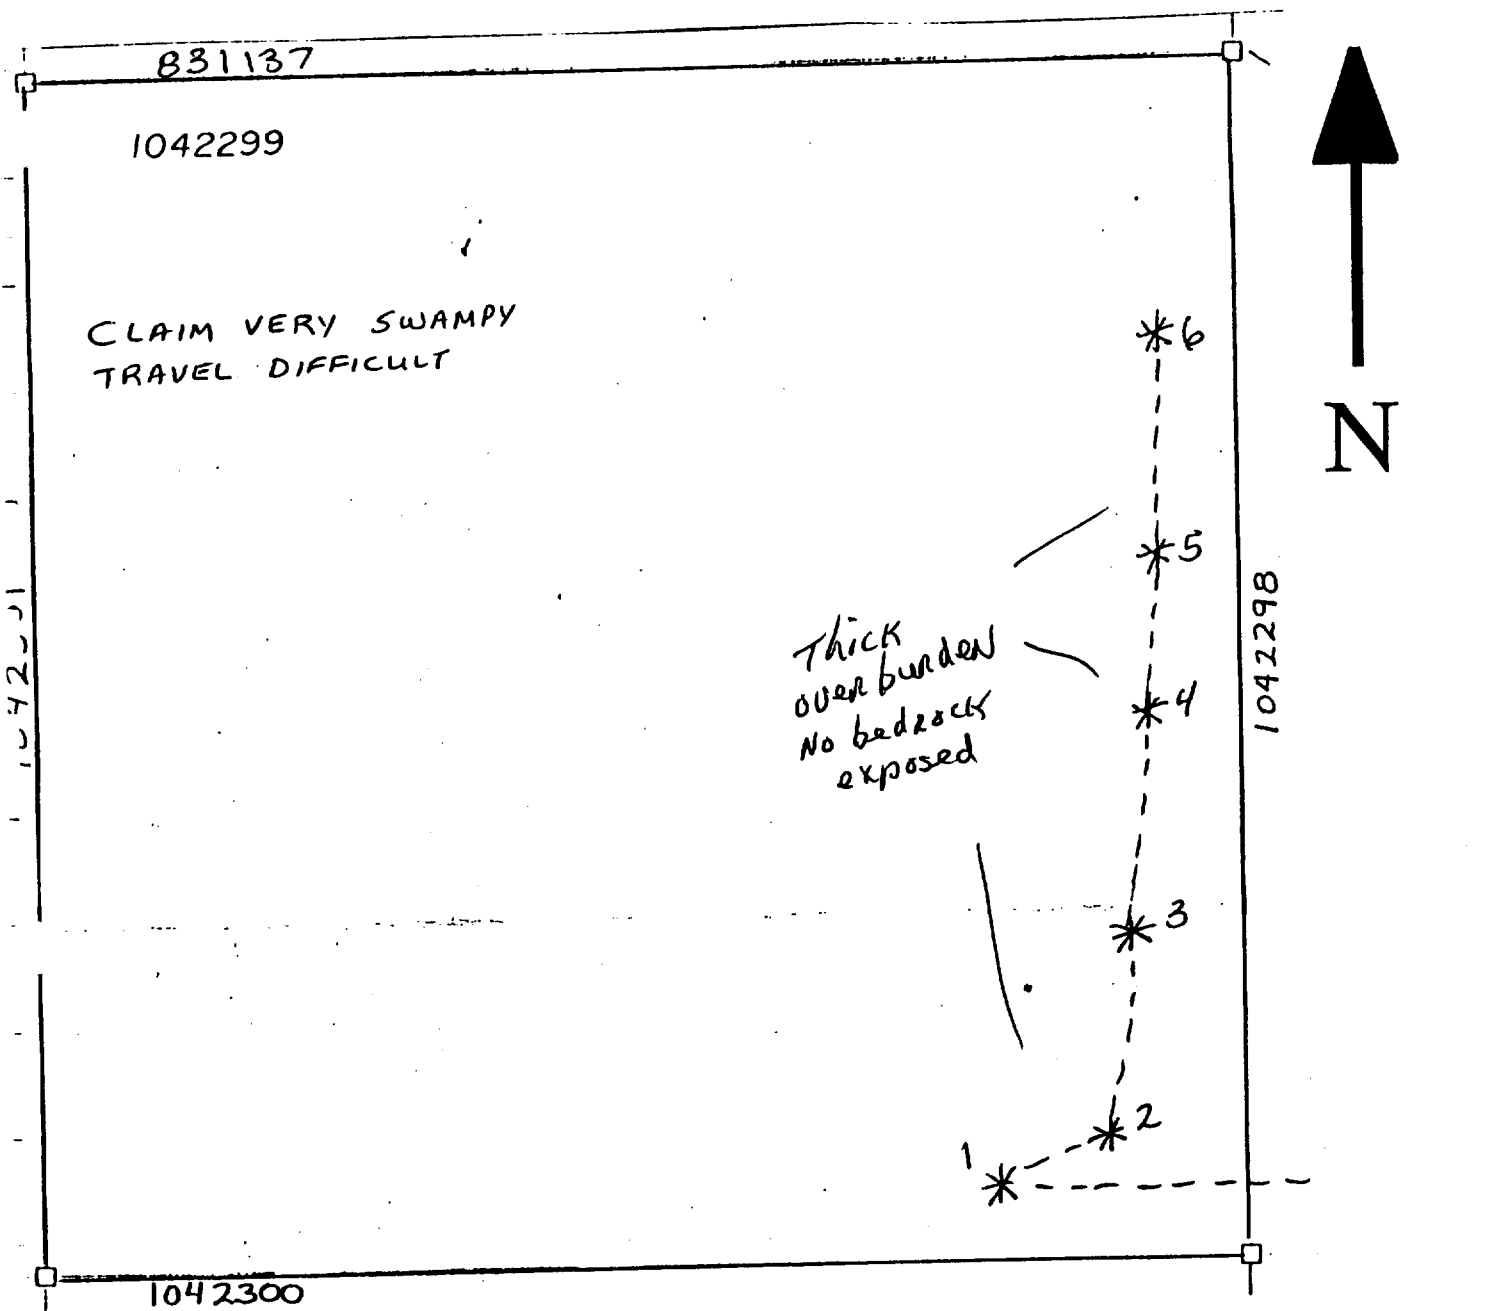 831137
1042299
CLAIM VERY SWAMPY
TRAVEL DIFFICULT
N
6
5
Thick
overburden
No bedrock
exposed
4
1042298
3
2
1
1042300